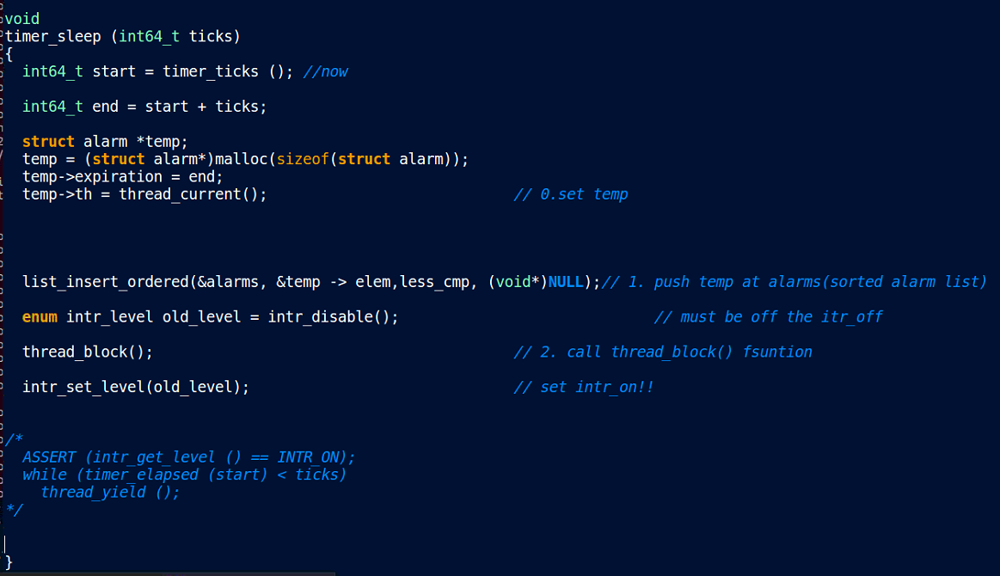 void
timer_sleep (int64_t ticks)
{
  int64_t start = timer_ticks (); //now
  int64_t end = start + ticks;
  struct alarm *temp;
  temp = (struct alarm*)malloc(sizeof(struct alarm));
  temp->expiration = end;
  temp->th = thread_current(); // 0.set temp
  list_insert_ordered(&alarms, &temp -> elem,less_cmp, (void*)NULL);// 1. push temp at alarms(sorted alarm list)
  enum intr_level old_level = intr_disable(); // must be off the itr_off
  thread_block(); // 2. call thread_block() fsuntion
  intr_set_level(old_level); // set intr_on!!
/*
  ASSERT (intr_get_level () == INTR_ON);
  while (timer_elapsed (start) < ticks)
    thread_yield ();
*/
}